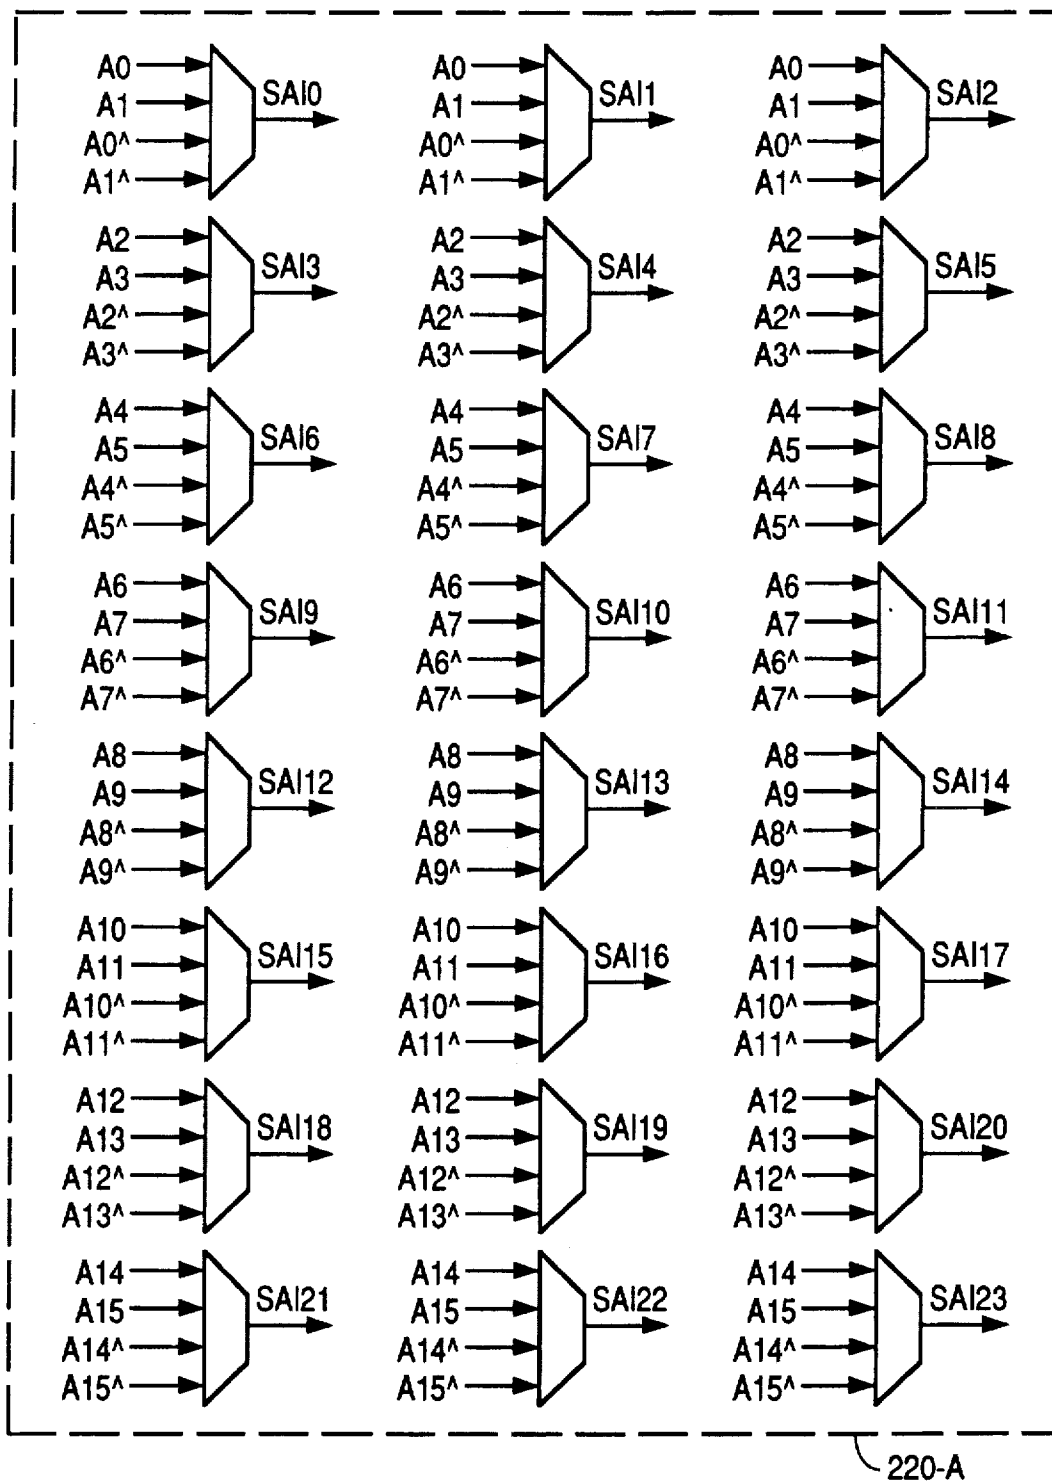 A0 A0 A0
SAI0 SAI1 SAI2
A1 A1 A1
A0^ A0^ A0^
A1^ A1^ A1^
A2 A2 A2
SAI3 SAI4 SAI5
A3 A3 A3
A2^ A2^ A2^
A3^ A3^ A3^
A4 A4 A4
SAI6 SAI7 SAI8
A5 A5 A5
A4^ A4^ A4^
A5^ A5^ A5^
A6 A6 A6
SAI9 SAI10 SAI11
A7 A7 A7
A6^ A6^ A6^
A7^ A7^ A7^
A8 A8 A8
SAI12 SAI13 SAI14
A9 A9 A9
A8^ A8^ A8^
A9^ A9^ A9^
A10 A10 A10
SAI15 SAI16 SAI17
A11 A11 A11
A10^ A10^ A10^
A11^ A11^ A11^
A12 A12 A12
SAI18 SAI19 SAI20
A13 A13 A13
A12^ A12^ A12^
A13^ A13^ A13^
A14 A14 A14
SAI21 SAI22 SAI23
A15 A15 A15
A14^ A14^ A14^
A15^ A15^ A15^
220-A